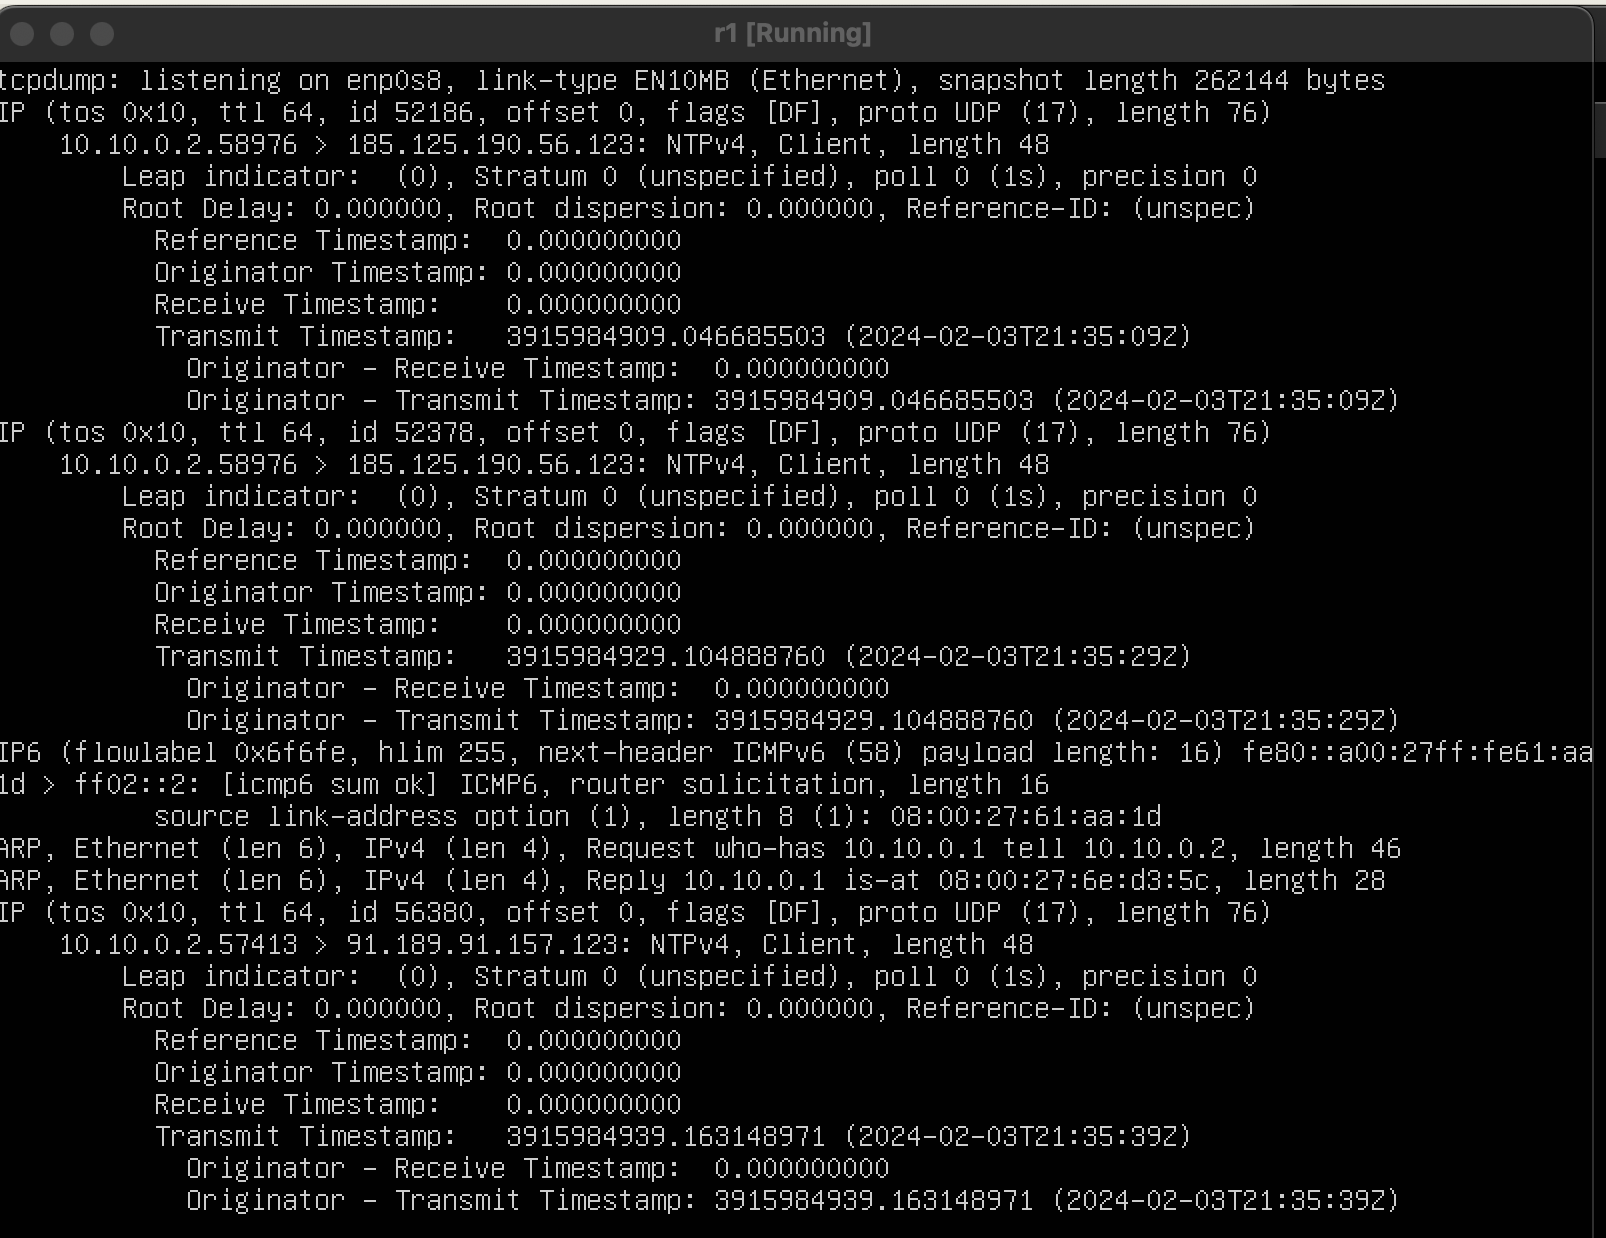 r1 [Running]
tcpdump: listening on enp0s8, link-type EN10MB (Ethernet), snapshot length 262144 bytes
IP (tos 0x10, ttl 64, id 52186, offset 0, flags [DF], proto UDP (17), length 76)
    10.10.0.2.58976 > 185.125.190.56.123: NTPv4, Client, length 48
        Leap indicator:  (0), Stratum 0 (unspecified), poll 0 (1s), precision 0
        Root Delay: 0.000000, Root dispersion: 0.000000, Reference-ID: (unspec)
          Reference Timestamp:  0.000000000
          Originator Timestamp: 0.000000000
          Receive Timestamp:    0.000000000
          Transmit Timestamp:   3915984909.046685503 (2024-02-03T21:35:09Z)
            Originator - Receive Timestamp:  0.000000000
            Originator - Transmit Timestamp: 3915984909.046685503 (2024-02-03T21:35:09Z)
IP (tos 0x10, ttl 64, id 52378, offset 0, flags [DF], proto UDP (17), length 76)
    10.10.0.2.58976 > 185.125.190.56.123: NTPv4, Client, length 48
        Leap indicator:  (0), Stratum 0 (unspecified), poll 0 (1s), precision 0
        Root Delay: 0.000000, Root dispersion: 0.000000, Reference-ID: (unspec)
          Reference Timestamp:  0.000000000
          Originator Timestamp: 0.000000000
          Receive Timestamp:    0.000000000
          Transmit Timestamp:   3915984929.104888760 (2024-02-03T21:35:29Z)
            Originator - Receive Timestamp:  0.000000000
            Originator - Transmit Timestamp: 3915984929.104888760 (2024-02-03T21:35:29Z)
IP6 (flowlabel 0x6f6fe, hlim 255, next-header ICMPv6 (58) payload length: 16) fe80::a00:27ff:fe61:aa
1d > ff02::2: [icmp6 sum ok] ICMP6, router solicitation, length 16
          source link-address option (1), length 8 (1): 08:00:27:61:aa:1d
ARP, Ethernet (len 6), IPv4 (len 4), Request who-has 10.10.0.1 tell 10.10.0.2, length 46
ARP, Ethernet (len 6), IPv4 (len 4), Reply 10.10.0.1 is-at 08:00:27:6e:d3:5c, length 28
IP (tos 0x10, ttl 64, id 56380, offset 0, flags [DF], proto UDP (17), length 76)
    10.10.0.2.57413 > 91.189.91.157.123: NTPv4, Client, length 48
        Leap indicator:  (0), Stratum 0 (unspecified), poll 0 (1s), precision 0
        Root Delay: 0.000000, Root dispersion: 0.000000, Reference-ID: (unspec)
          Reference Timestamp:  0.000000000
          Originator Timestamp: 0.000000000
          Receive Timestamp:    0.000000000
          Transmit Timestamp:   3915984939.163148971 (2024-02-03T21:35:39Z)
            Originator - Receive Timestamp:  0.000000000
            Originator - Transmit Timestamp: 3915984939.163148971 (2024-02-03T21:35:39Z)